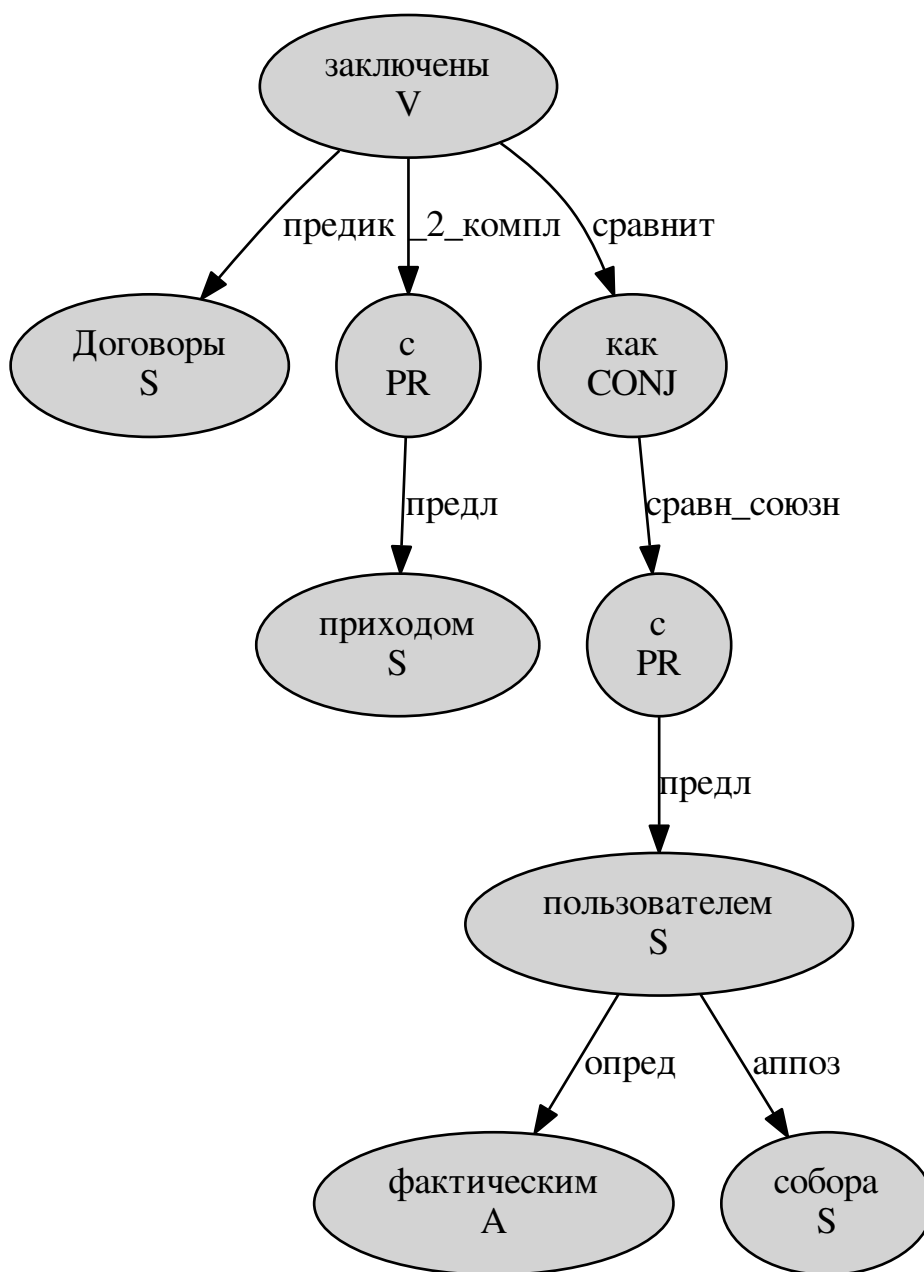 заключены
V
предик
_2_компл
сравнит
Договоры
S
с
PR
как
CONJ
предл
сравн_союзн
приходом
S
с
PR
предл
пользователем
S
опред
аппоз
фактическим
A
собора
S